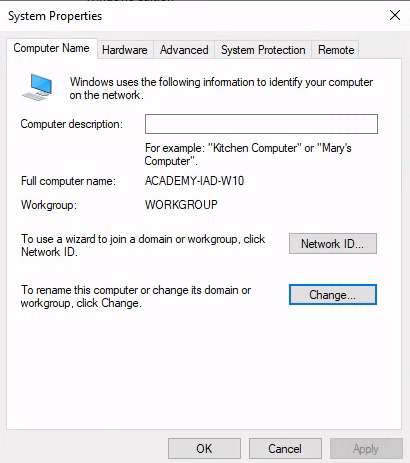 System Properties
Computer Name
Hardware
Advanced
System Protection
Remote
Windows uses the following information to identify your computer
on the network.
Computer description:
For example: "Kitchen Computer" or "Mary's
Computer".
Full computer name:
ACADEMY-IAD-W10
Workgroup:
WORKGROUP
To use a wizard to join a domain or workgroup, click
Network ID.
Network ID...
To rename this computer or change its domain or
workgroup, click Change.
Change...
OK
Cancel
Apply